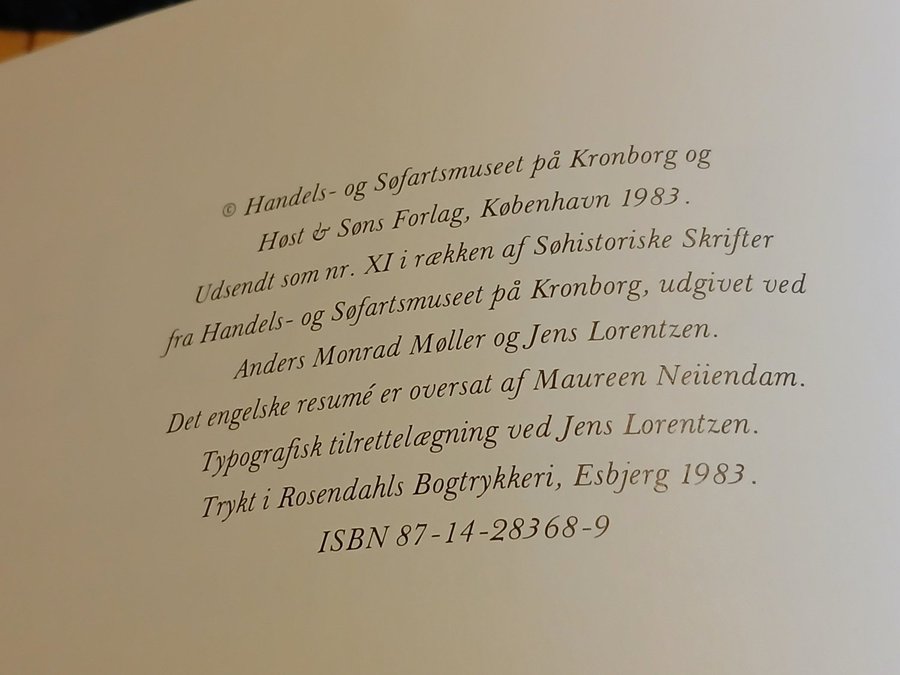 © Handels- og Søfartsmuseet på Kronborg og
Høst & Søns Forlag, København 1983.
Udsendt som nr. XI i rækken af Søhistoriske Skrifter
fra Handels- og Søfartsmuseet på Kronborg, udgivet ved
Anders Monrad Møller og Jens Lorentzen.
Det engelske resumé er oversat af Maureen Neiiendam.
Typografisk tilrettelægning ved Jens Lorentzen.
Trykt i Rosendahls Bogtrykkeri, Esbjerg 1983.
ISBN 87-14-28368-9